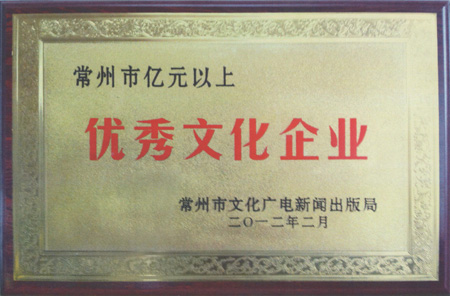 常州市亿元以上
优秀文化企业
常州市文化广电新闻出版局
二〇一二年二月